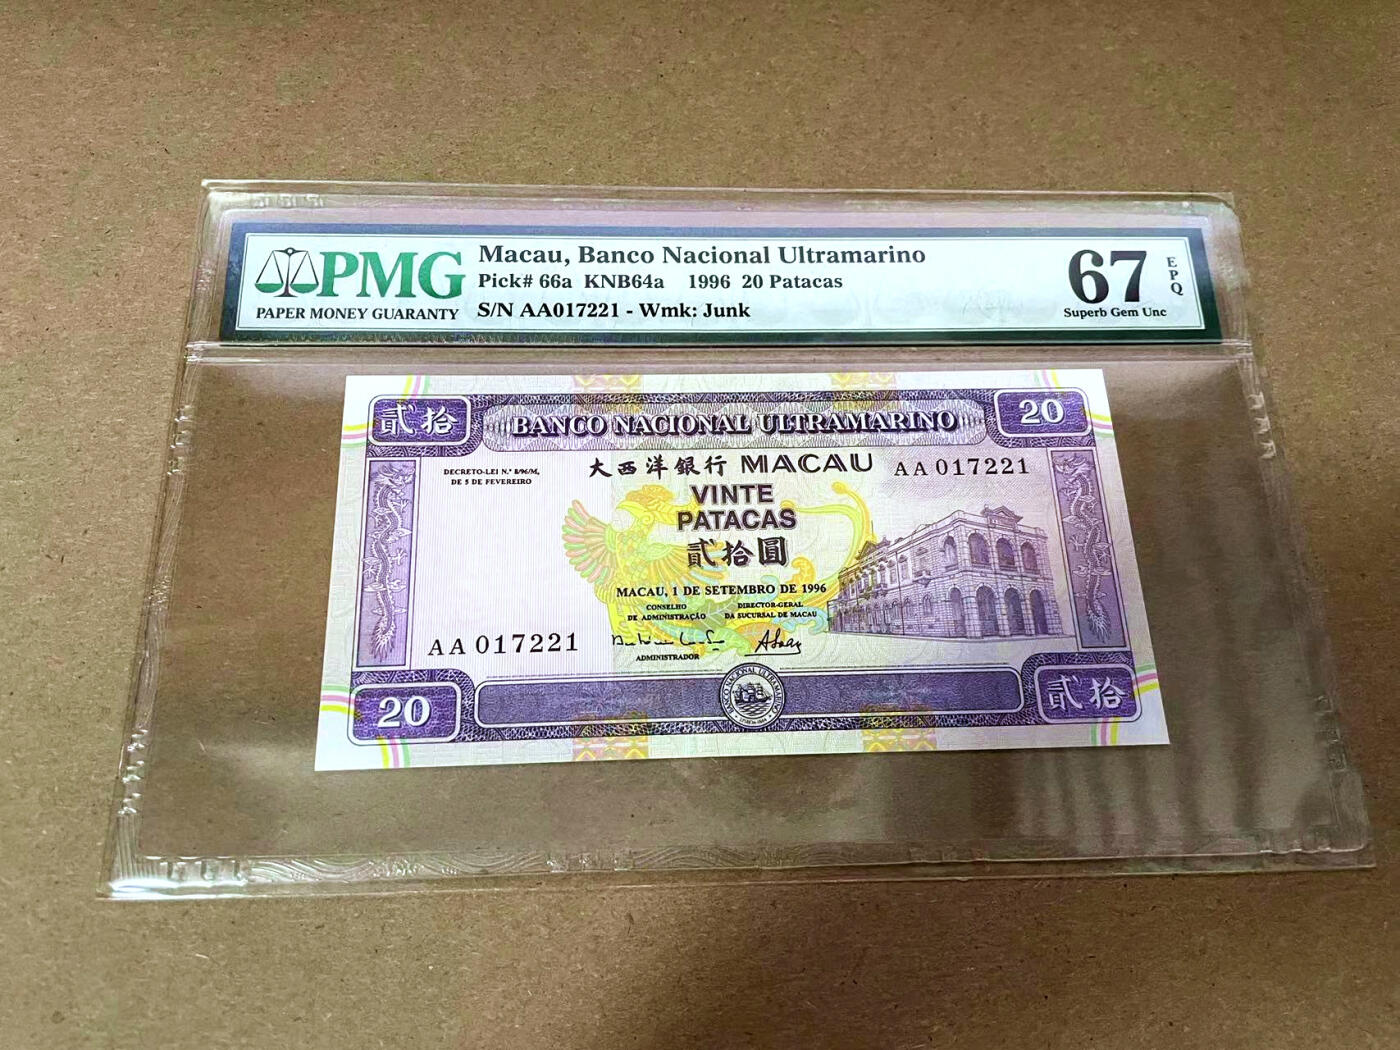 PMG
PAPER MONEY GUARANTY
Macau, Banco Nacional Ultramarino
Pick# 66a KNB64a 1996 20 Patacas
S/N AA017221 - Wmk: Junk
67
EPQ
Superb Gem Unc
貳拾
BANCO NACIONAL ULTRAMARINO
20
DECRETO-LEI N.º 8/96/M,
DE 5 DE FEVEREIRO
大西洋銀行 MACAU
AA 017221
VINTE
PATACAS
貳拾圓
MACAU, 1 DE SETEMBRO DE 1996
CONSELHO
DE ADMINISTRAÇÃO
DIRECTOR-GERAL
DA SUCURSAL DE MACAU
AA 017221
ADMINISTRADOR
20
BANCO NACIONAL ULTRAMARINO
貳拾